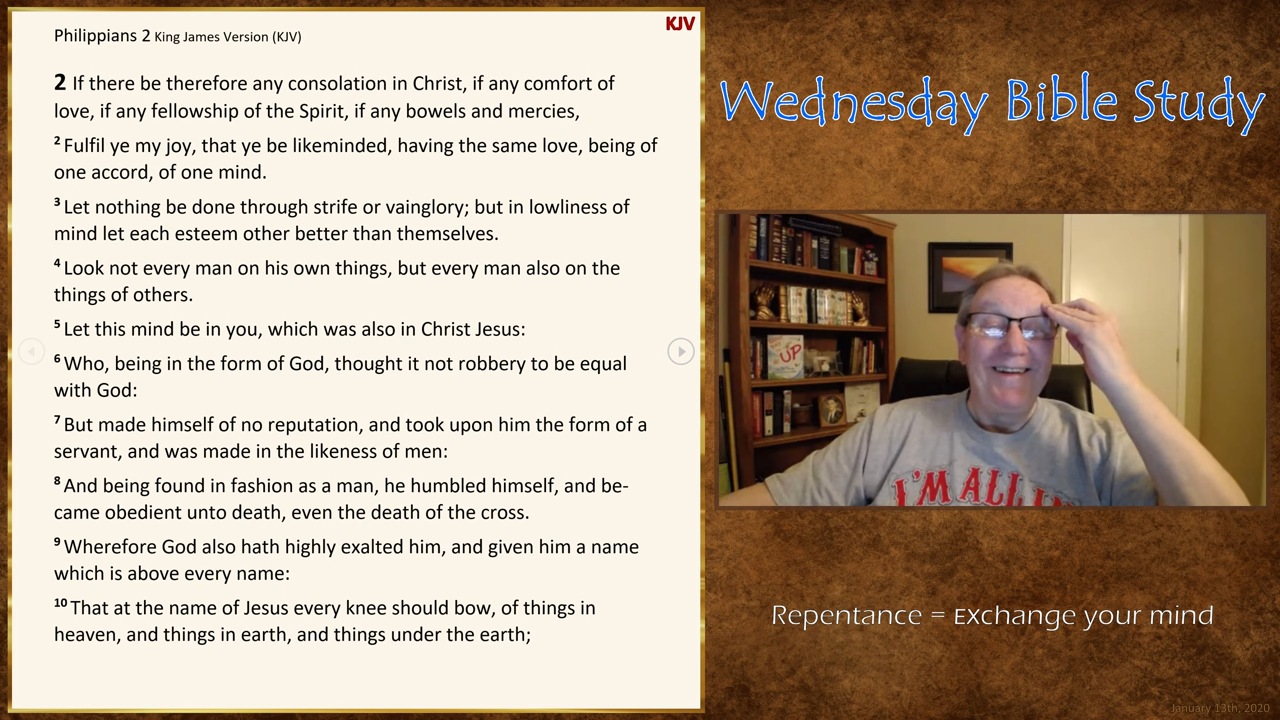 KJV
Philippians 2 King James Version (KJV)
2 If there be therefore any consolation in Christ, if any comfort of
love, if any fellowship of the Spirit, if any bowels and mercies,
2 Fulfil ye my joy, that ye be likeminded, having the same love, being of
one accord, of one mind.
3 Let nothing be done through strife or vainglory; but in lowliness of
mind let each esteem other better than themselves.
4 Look not every man on his own things, but every man also on the
things of others.
5 Let this mind be in you, which was also in Christ Jesus:
6 Who, being in the form of God, thought it not robbery to be equal
with God:
7 But made himself of no reputation, and took upon him the form of a
servant, and was made in the likeness of men:
8 And being found in fashion as a man, he humbled himself, and be-
came obedient unto death, even the death of the cross.
9 Wherefore God also hath highly exalted him, and given him a name
which is above every name:
10 That at the name of Jesus every knee should bow, of things in
heaven, and things in earth, and things under the earth;
Wednesday Bible Study
UP
I'M ALL
Repentance = EXchange your mind
January 13th, 2020